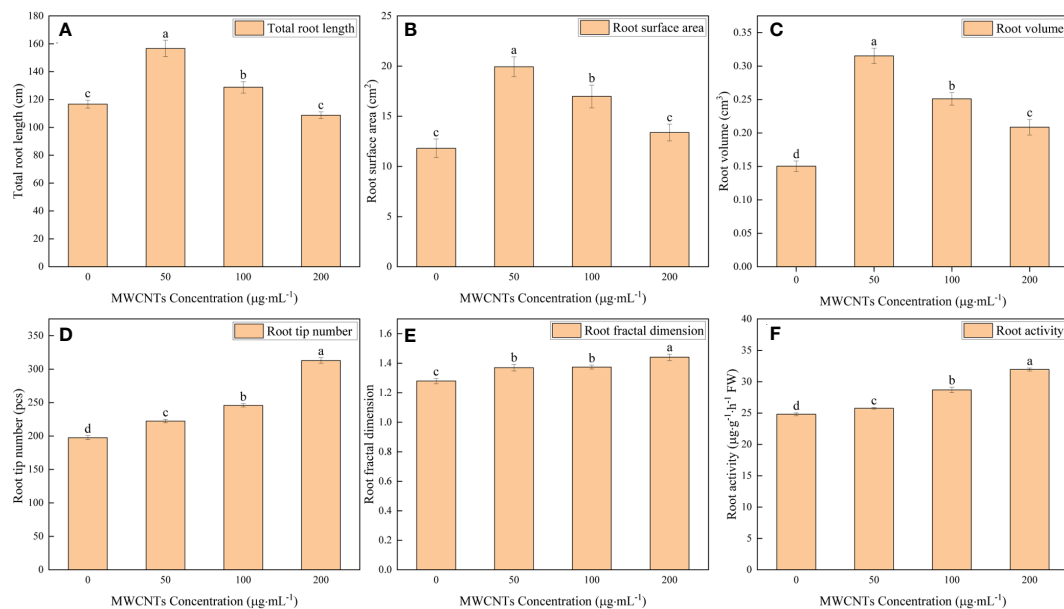 A
Total root length
Total root length (cm)
180
160
140
120
100
80
60
40
20
0
c
a
b
c
0
50
100
200
MWCNTs Concentration (μg·mL⁻¹)
B
Root surface area
Root surface area (cm²)
25
20
15
10
5
0
c
a
b
c
0
50
100
200
MWCNTs Concentration (μg·mL⁻¹)
C
Root volume
Root volume (cm³)
0.35
0.30
0.25
0.20
0.15
0.10
0.05
0.00
d
a
b
c
0
50
100
200
MWCNTs Concentration (μg·mL⁻¹)
D
Root tip number
Root tip number (pcs)
350
300
250
200
150
100
50
0
d
c
b
a
0
50
100
200
MWCNTs Concentration (μg·mL⁻¹)
E
Root fractal dimension
Root fractal dimension
1.6
1.4
1.2
1.0
0.8
0.6
0.4
0.2
0.0
c
b
b
a
0
50
100
200
MWCNTs Concentration (μg·mL⁻¹)
F
Root activity
Root activity (μg·g⁻¹·h⁻¹ FW)
40
35
30
25
20
15
10
5
0
d
c
b
a
0
50
100
200
MWCNTs Concentration (μg·mL⁻¹)